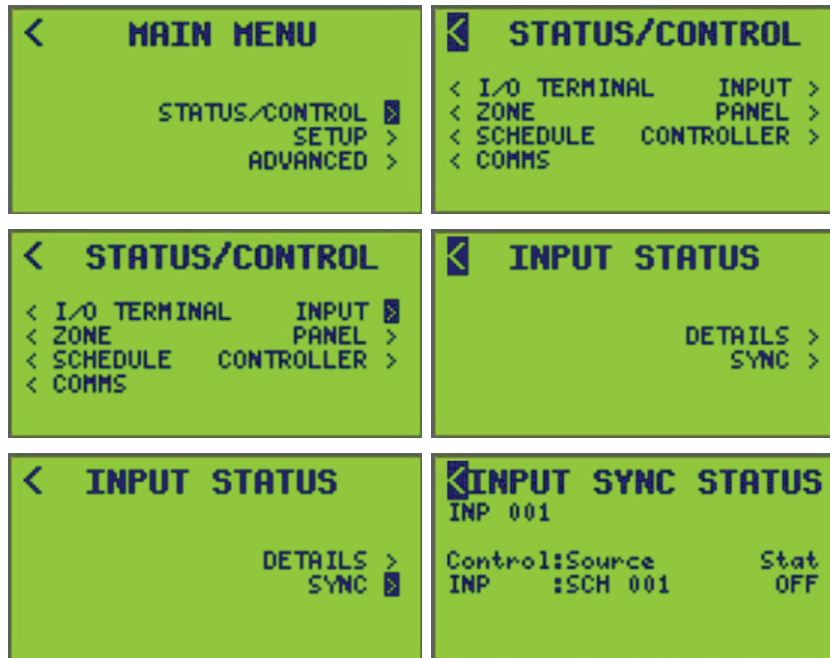 < MAIN MENU
STATUS/CONTROL >
SETUP >
ADVANCED >
< STATUS/CONTROL
< I/O TERMINAL INPUT >
< ZONE PANEL >
< SCHEDULE CONTROLLER >
< COMMS
< STATUS/CONTROL
< I/O TERMINAL INPUT >
< ZONE PANEL >
< SCHEDULE CONTROLLER >
< COMMS
< INPUT STATUS
DETAILS >
SYNC >
< INPUT STATUS
DETAILS >
SYNC >
<INPUT SYNC STATUS
INP 001
Control:Source Stat
INP :SCH 001 OFF